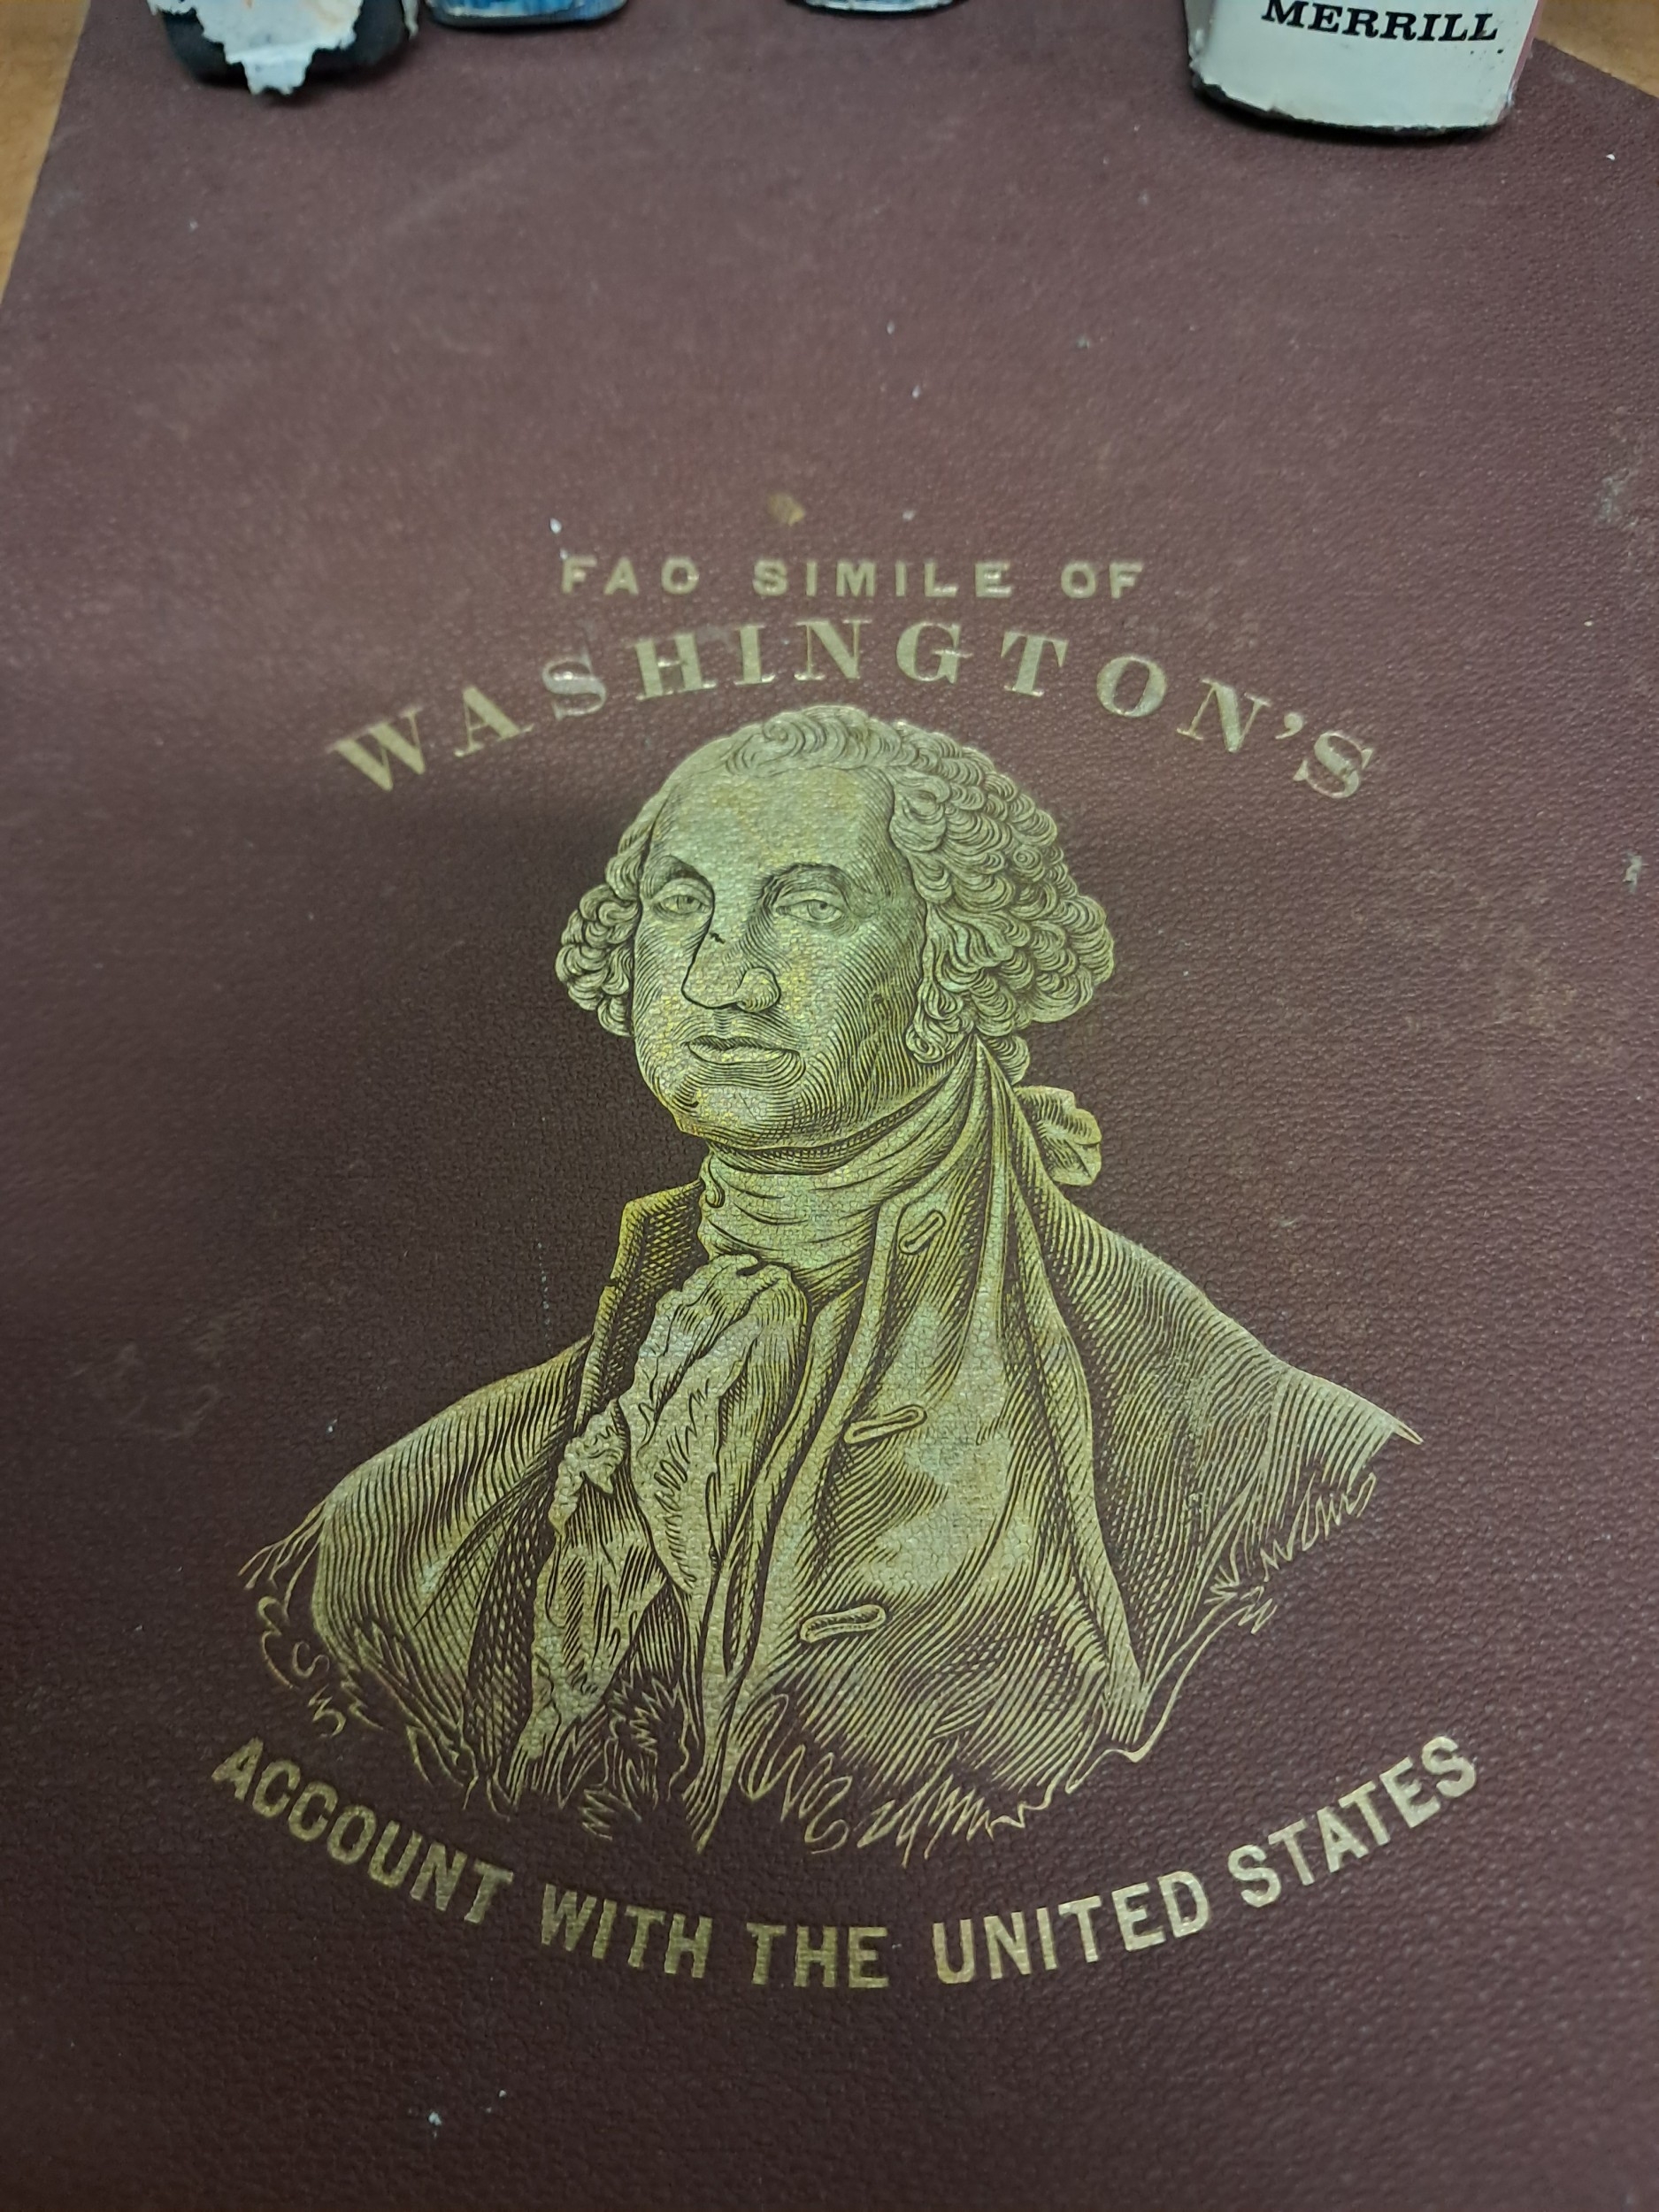 MERRILL
FAC SIMILE OF
WASHINGTON'S
ACCOUNT WITH THE UNITED STATES